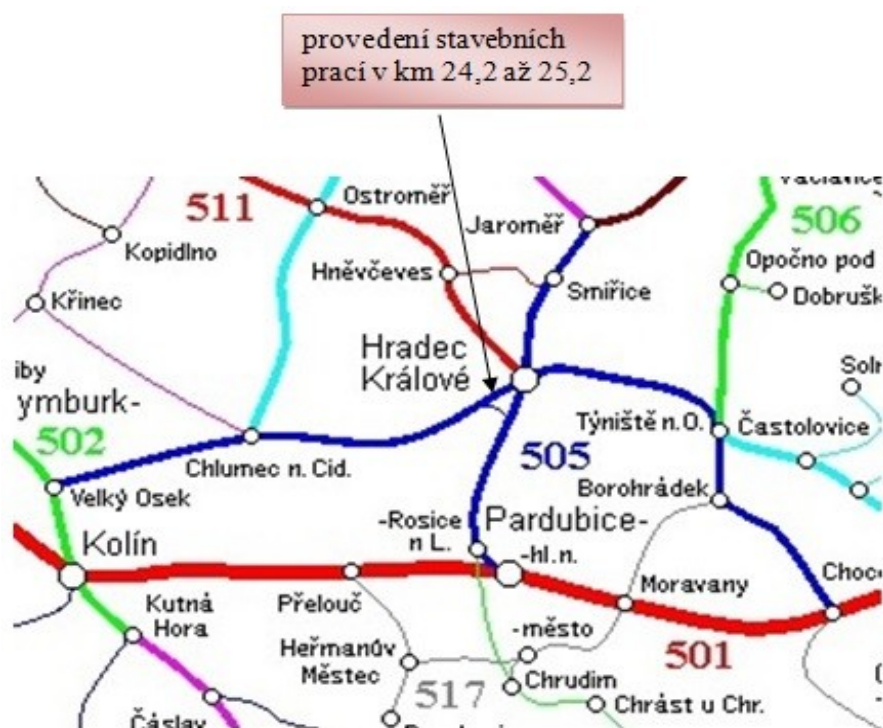 provedení stavebních
prací v km 24,2 až 25,2
Ostroměř
511
Jaroměř
506
Kopidlno
Hněvčeves
Opočno pod
Křinec
Smiřice
Dobrušk
Hradec
Králové
iby
ymburk-
502
Týniště n.O.
Častolovice
Chlumec n. Cid.
505
Velký Osek
Borohrádek
-Rosice
n L.
Pardubice-
Kolín
-hl.n.
Přelouč
Moravany
Choc
Kutná
Hora
-město
501
Heřmanův
Městec
517
Chrudim
Chrást u Chr.
Čáslav